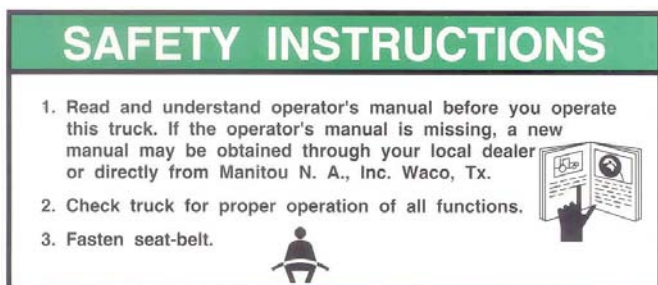 SAFETY INSTRUCTIONS
1. Read and understand operator's manual before you operate
this truck. If the operator's manual is missing, a new
manual may be obtained through your local dealer
or directly from Manitou N. A., Inc. Waco, Tx.
2. Check truck for proper operation of all functions.
3. Fasten seat-belt.